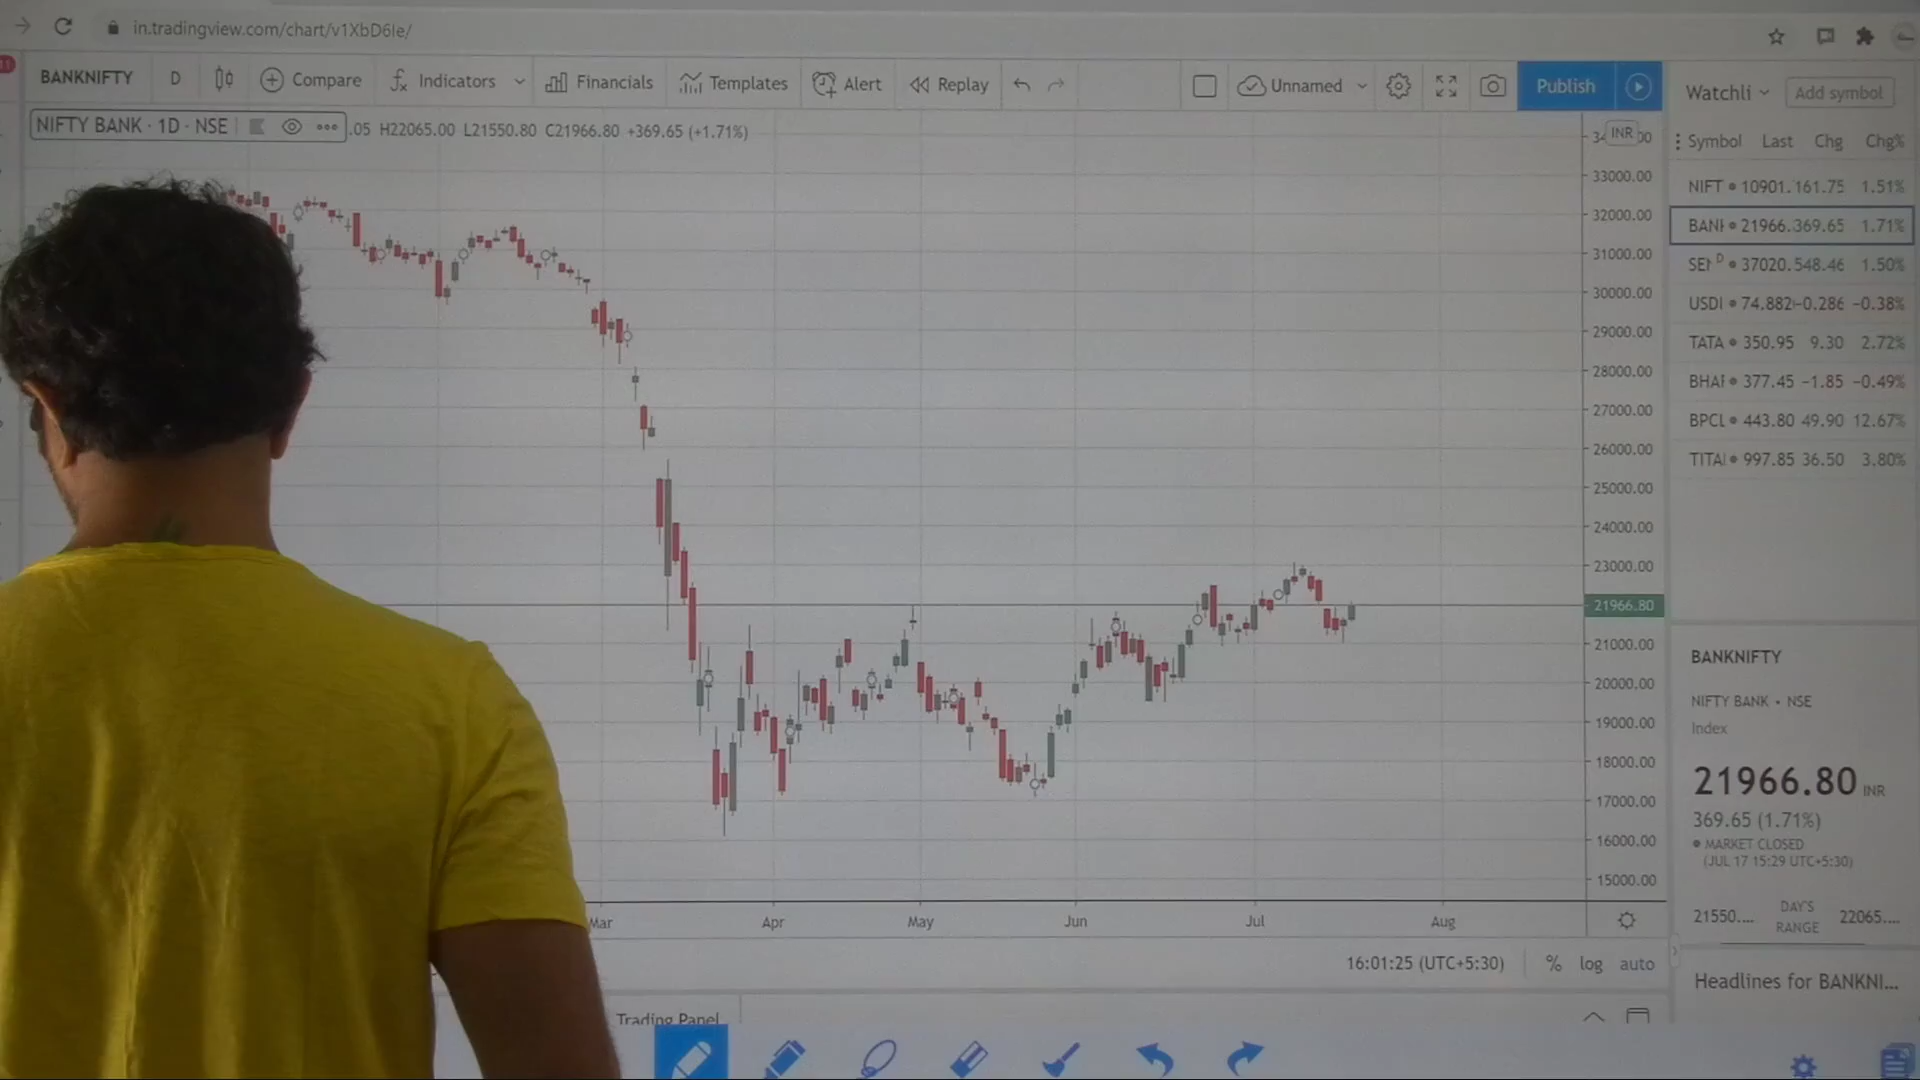 in.tradingview.com/chart/v1XbD6Ie/
11
BANKNIFTY D Compare Indicators Financials Templates Alert Replay Unnamed Publish
NIFTY BANK · 1D · NSE .05 H22065.00 L21550.80 C21966.80 +369.65 (+1.71%)
INR
33000.00
32000.00
31000.00
30000.00
29000.00
28000.00
27000.00
26000.00
25000.00
24000.00
23000.00
21966.80
21000.00
20000.00
19000.00
18000.00
17000.00
16000.00
15000.00
Mar Apr May Jun Jul Aug
16:01:25 (UTC+5:30) % log auto
Trading Panel
Watchli Add symbol
Symbol Last Chg Chg%
NIFT 10901. 161.75 1.51%
BANI 21966. 369.65 1.71%
SEN D 37020. 548.46 1.50%
USDI 74.882 −0.286 −0.38%
TATA 350.95 9.30 2.72%
BHAI 377.45 −1.85 −0.49%
BPCL 443.80 49.90 12.67%
TITA 997.85 36.50 3.80%
BANKNIFTY
NIFTY BANK • NSE
Index
21966.80 INR
369.65 (1.71%)
• MARKET CLOSED
(JUL 17 15:29 UTC+5:30)
21550.... DAY'S RANGE 22065....
Headlines for BANKNI...